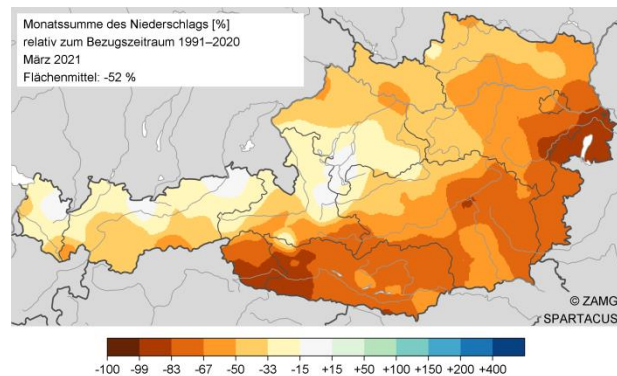 Monatssumme des Niederschlags [%]
relativ zum Bezugszeitraum 1991–2020
März 2021
Flächenmittel: -52 %
© ZAMG
SPARTACUS
-100 -99 -83 -67 -50 -33 -15 +15 +50 +100 +150 +200 +400